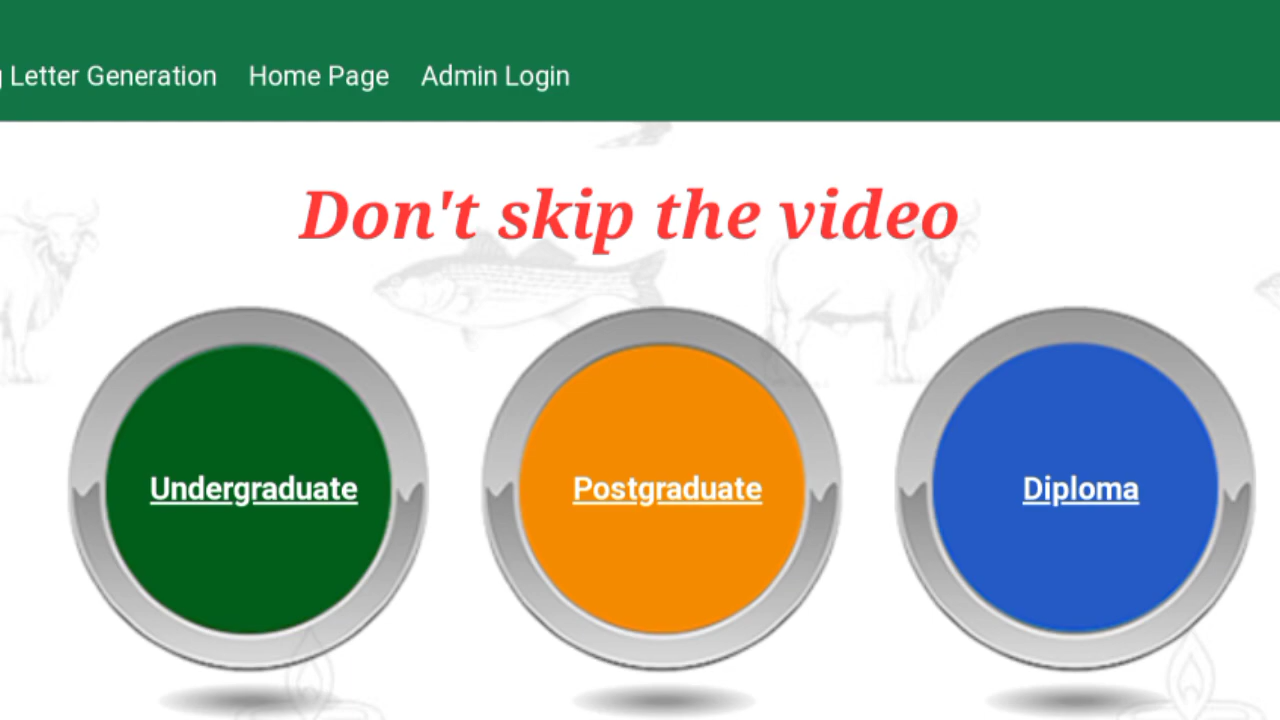 Letter Generation Home Page Admin Login
Don't skip the video
Undergraduate Postgraduate Diploma